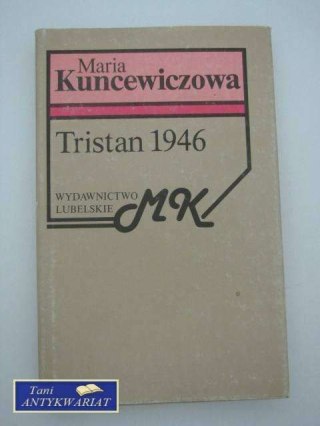 Maria
Kuncewiczowa
Tristan 1946
WYDAWNICTWO
LUBELSKIE
MK
Tani
ANTYKWARIAT